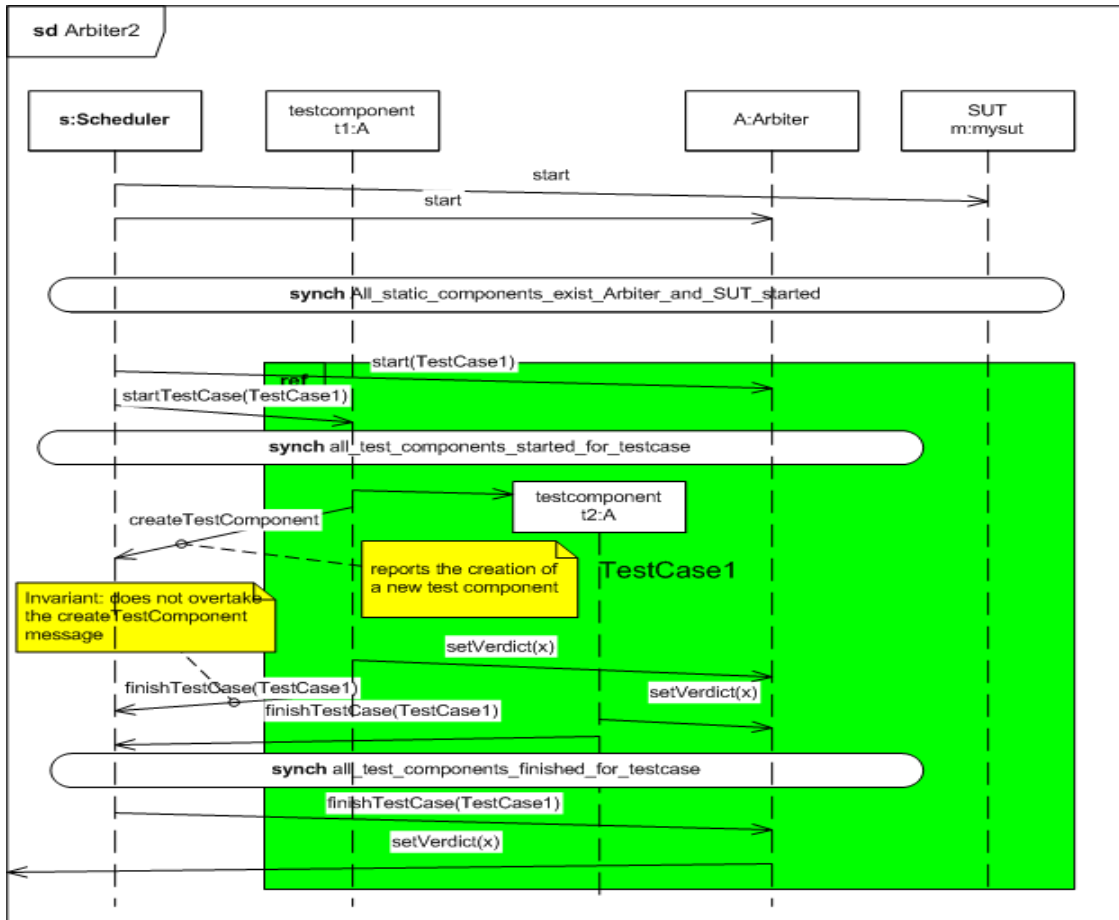 sd Arbiter2
s:Scheduler
testcomponent
t1:A
A:Arbiter
SUT
m:mysut
start
start
synch All_static_components_exist_Arbiter_and_SUT_started
start(TestCase1)
ref
startTestCase(TestCase1)
synch all_test_components_started_for_testcase
testcomponent
t2:A
createTestComponent
reports the creation of
a new test component
TestCase1
Invariant: does not overtake
the createTestComponent
message
setVerdict(x)
finishTestCase(TestCase1)
setVerdict(x)
finishTestCase(TestCase1)
synch all_test_components_finished_for_testcase
finishTestCase(TestCase1)
setVerdict(x)